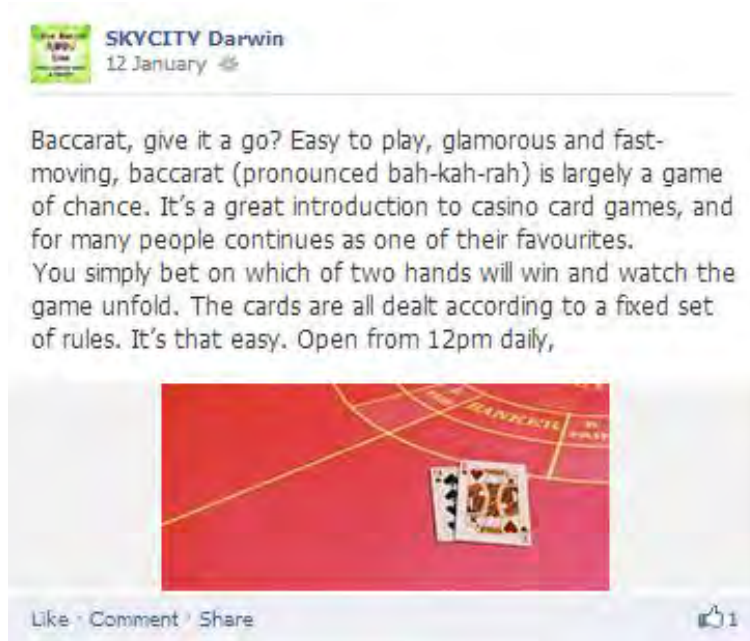 SKYCITY Darwin
12 January
Baccarat, give it a go? Easy to play, glamorous and fast-
moving, baccarat (pronounced bah-kah-rah) is largely a game
of chance. It's a great introduction to casino card games, and
for many people continues as one of their favourites.
You simply bet on which of two hands will win and watch the
game unfold. The cards are all dealt according to a fixed set
of rules. It's that easy. Open from 12pm daily,
BANKER
Like · Comment · Share
1